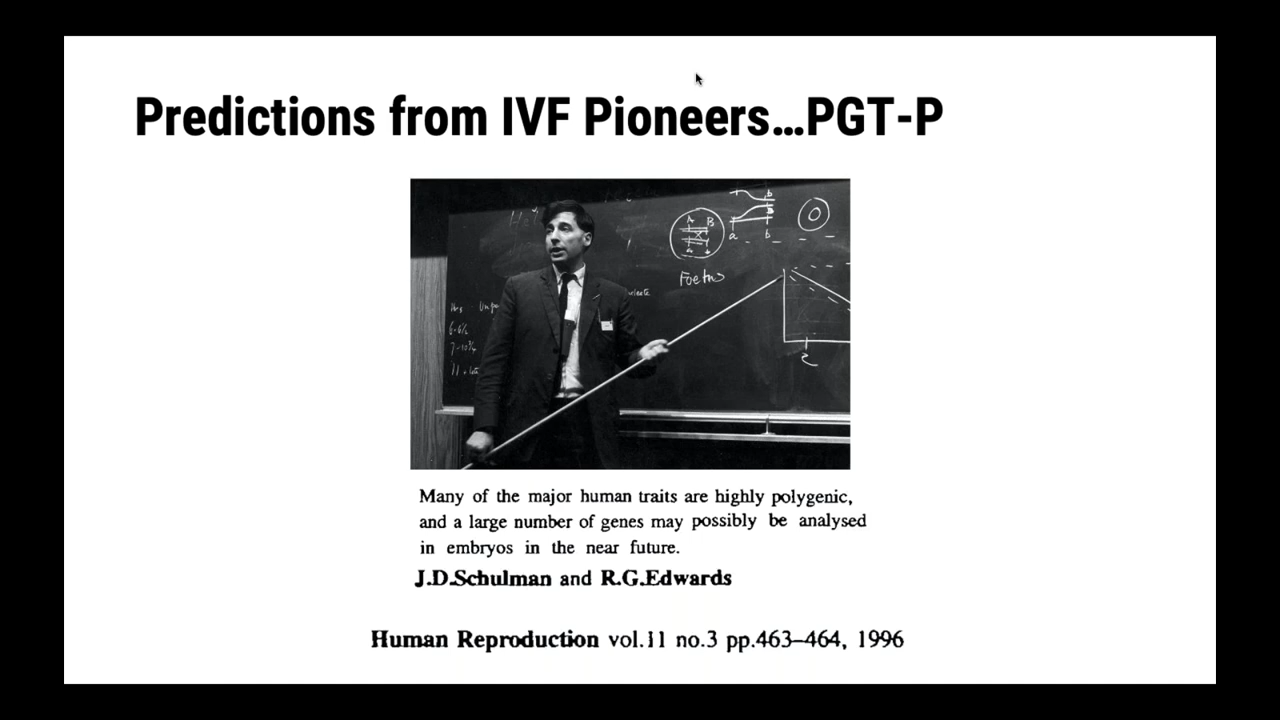 Predictions from IVF Pioneers...PGT-P
A B
b
B
a b
Foetus
Many of the major human traits are highly polygenic,
and a large number of genes may possibly be analysed
in embryos in the near future.
J.D.Schulman and R.G.Edwards
Human Reproduction vol.11 no.3 pp.463–464, 1996